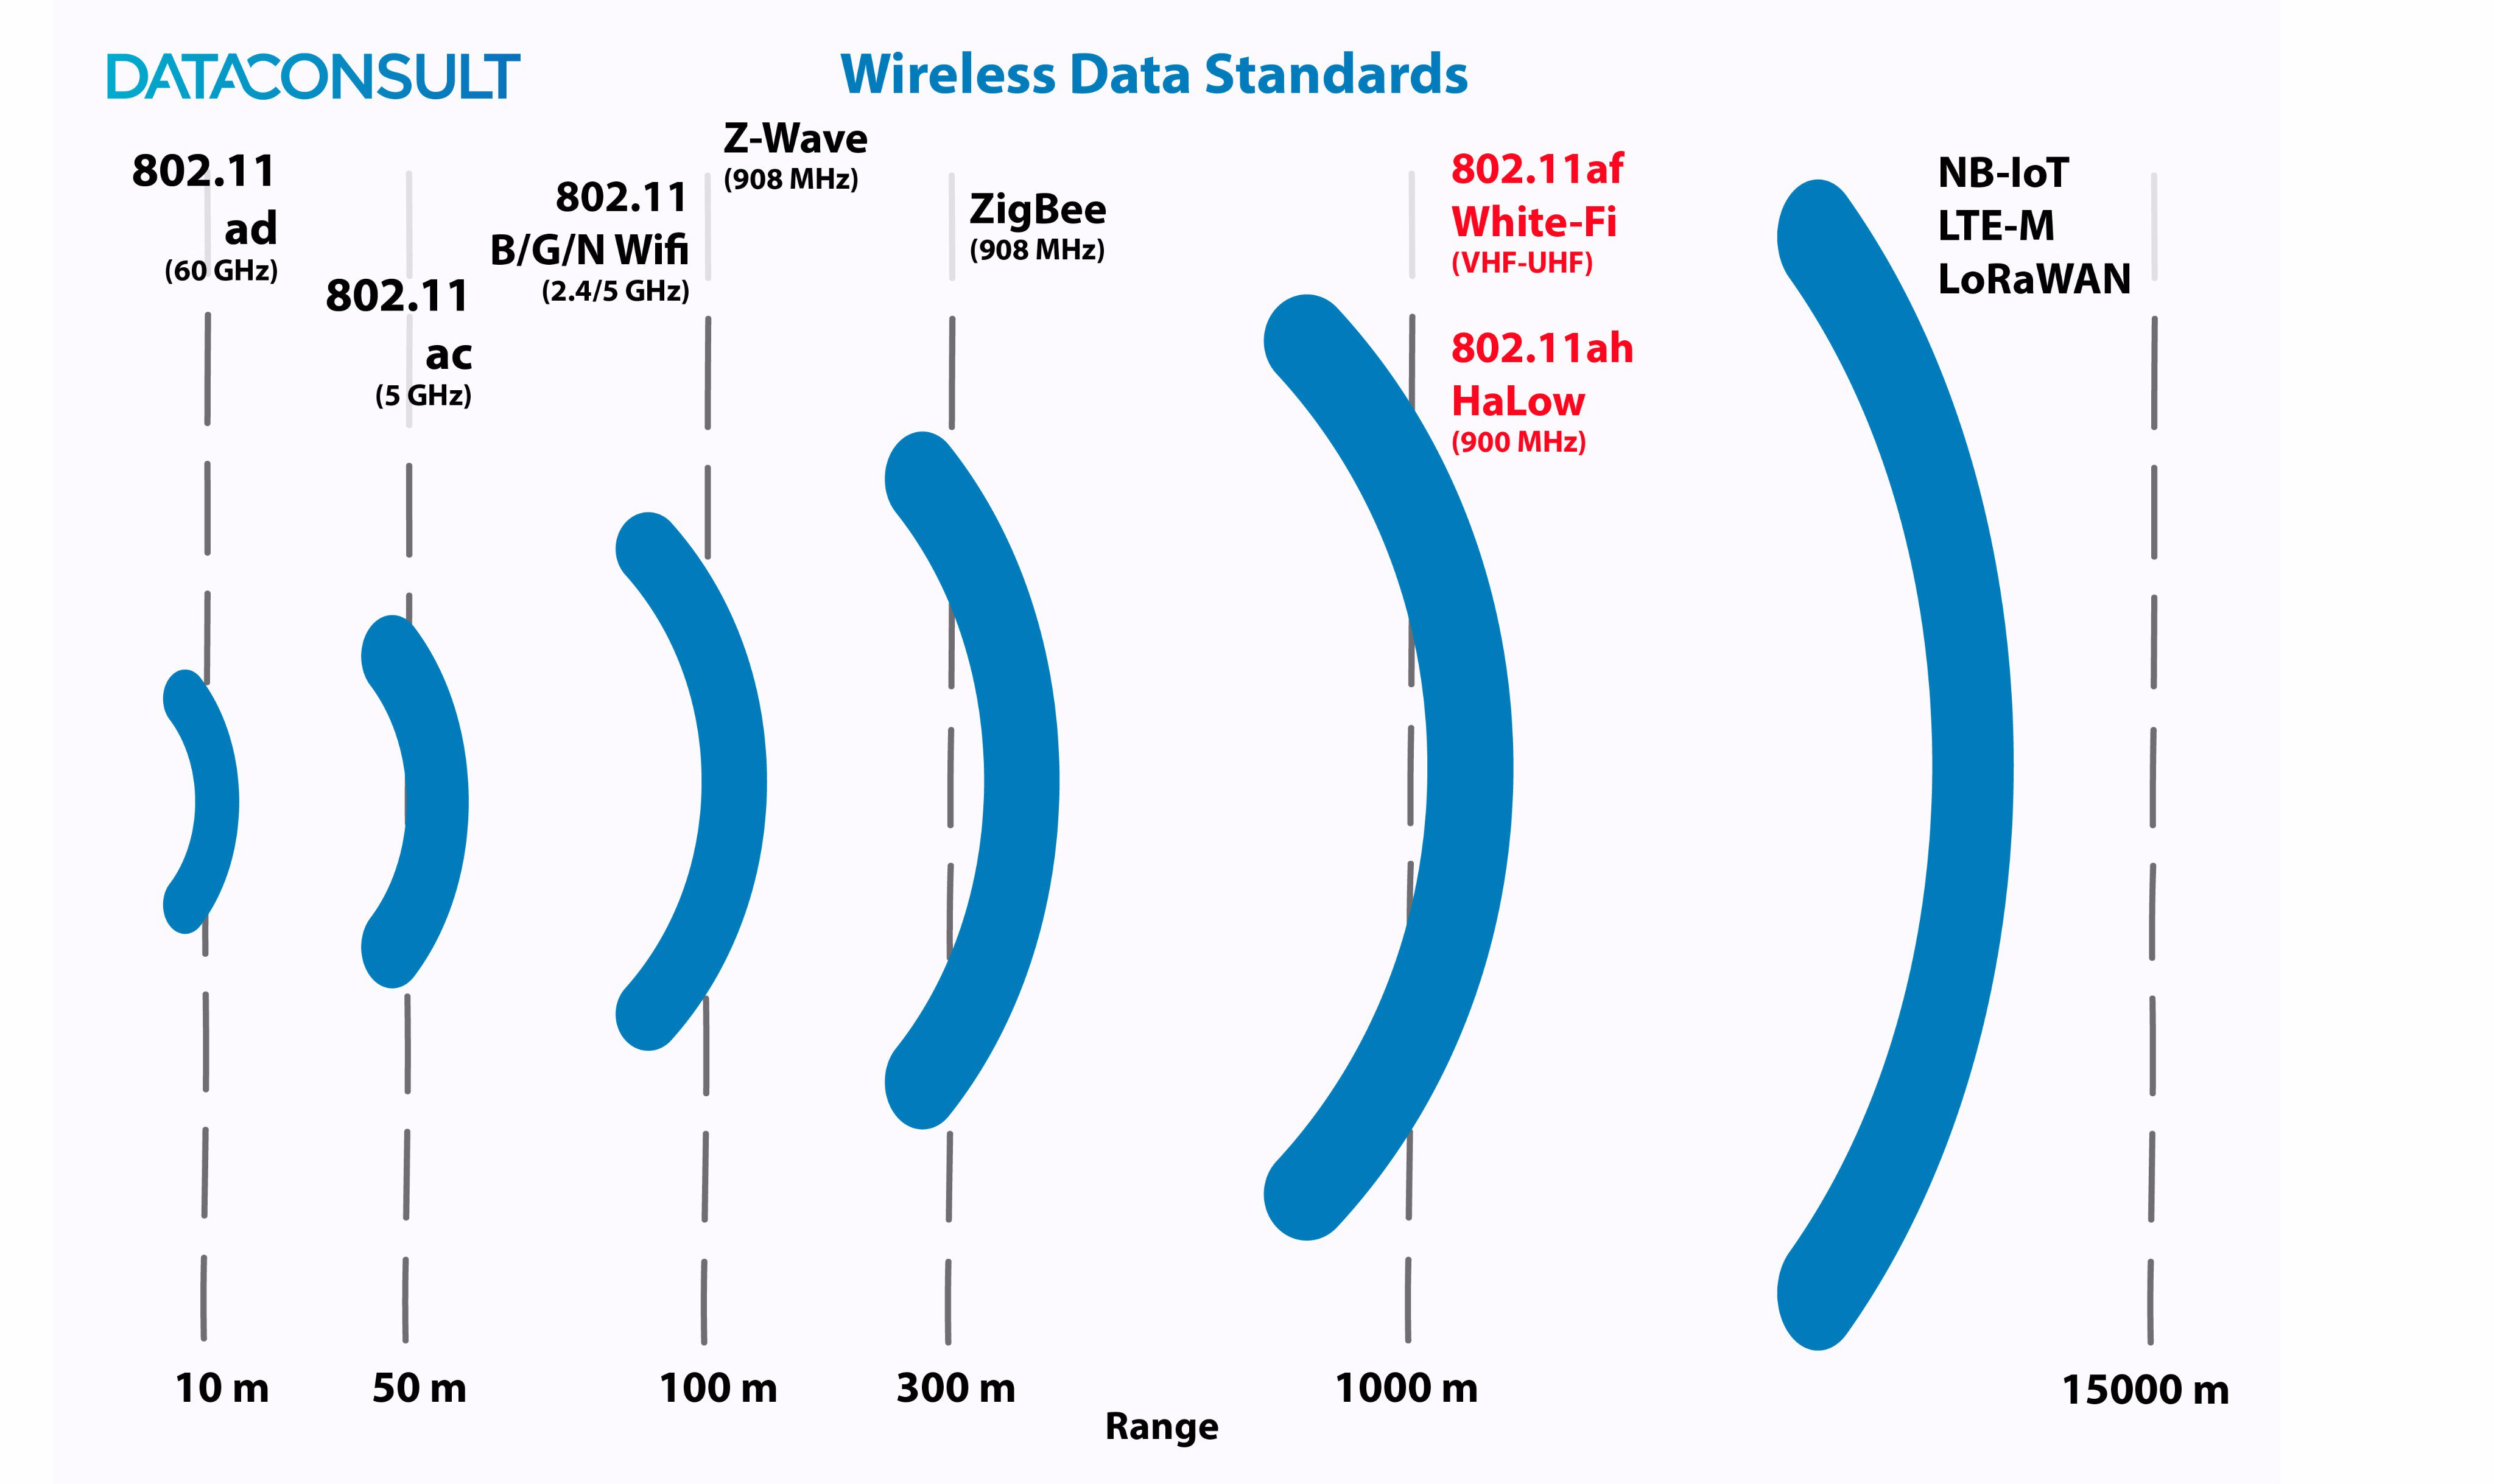 DATACONSULT
Wireless Data Standards
802.11
ad
(60 GHz)
802.11
ac
(5 GHz)
802.11
B/G/N Wifi
(2.4/5 GHz)
Z-Wave
(908 MHz)
ZigBee
(908 MHz)
802.11af
White-Fi
(VHF-UHF)
802.11ah
HaLow
(900 MHz)
NB-IoT
LTE-M
LoRaWAN
10 m
50 m
100 m
300 m
1000 m
15000 m
Range